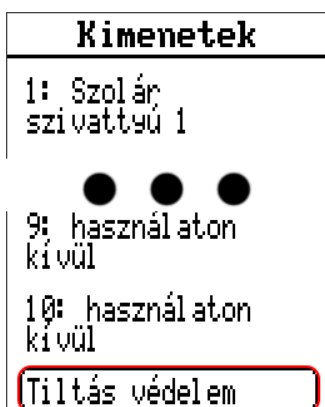 Kimenetek
1: Szolár
szivattyú 1
9: használaton
kívül
10: használaton
kívül
Tiltás védelem